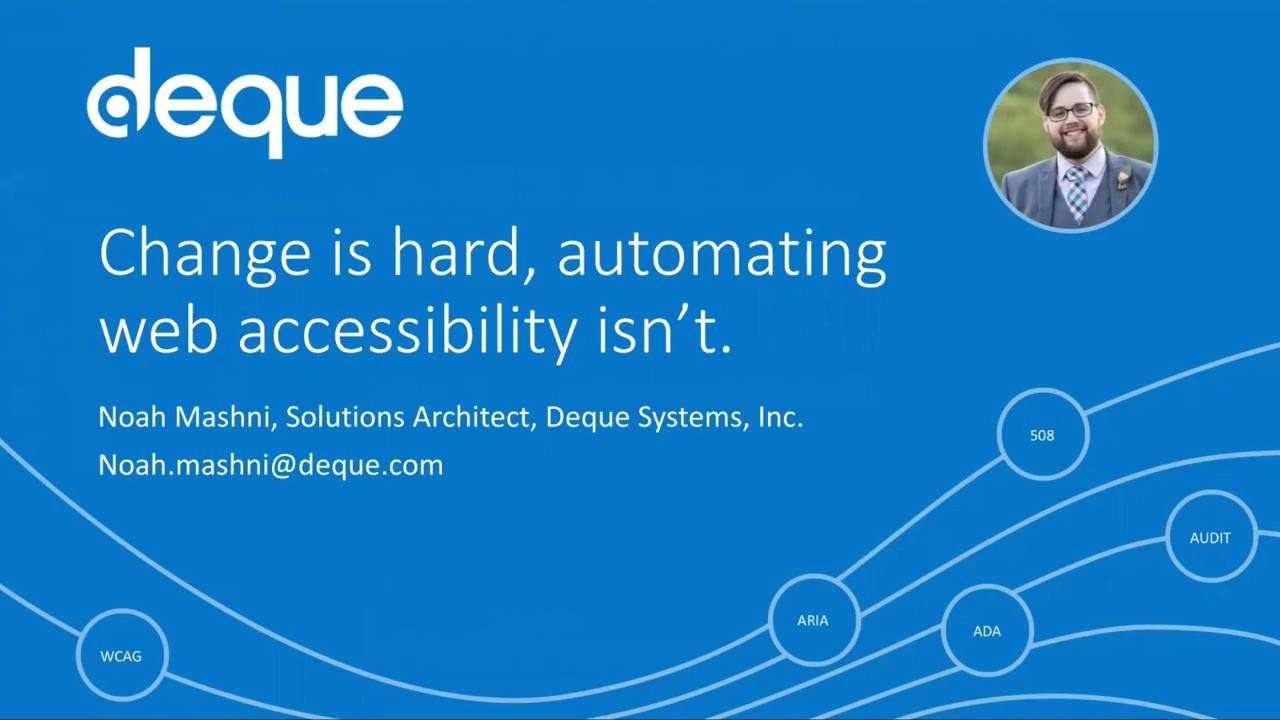 deque
Change is hard, automating
web accessibility isn’t.
Noah Mashni, Solutions Architect, Deque Systems, Inc.
Noah.mashni@deque.com
508
AUDIT
ARIA
ADA
WCAG